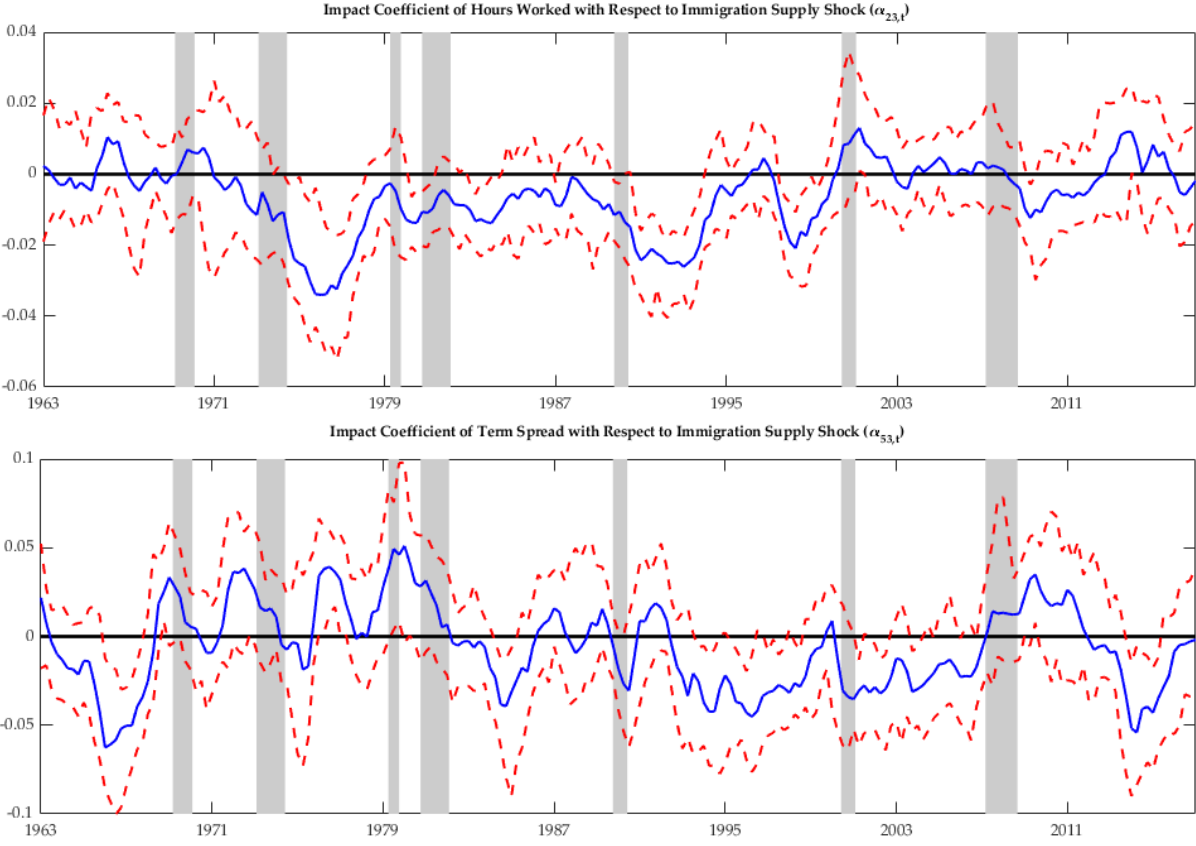 Impact Coefficient of Hours Worked with Respect to Immigration Supply Shock (α23,t)
0.04
0.02
0
-0.02
-0.04
-0.06
1963 1971 1979 1987 1995 2003 2011
Impact Coefficient of Term Spread with Respect to Immigration Supply Shock (α53,t)
0.1
0.05
0
-0.05
-0.1
1963 1971 1979 1987 1995 2003 2011